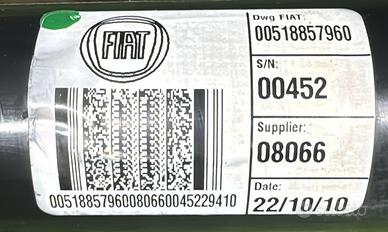 FIAT
Dwg FIAT:
00518857960
S/N:
00452
Supplier:
08066
Date:
22/10/10
00518857960080660045229410